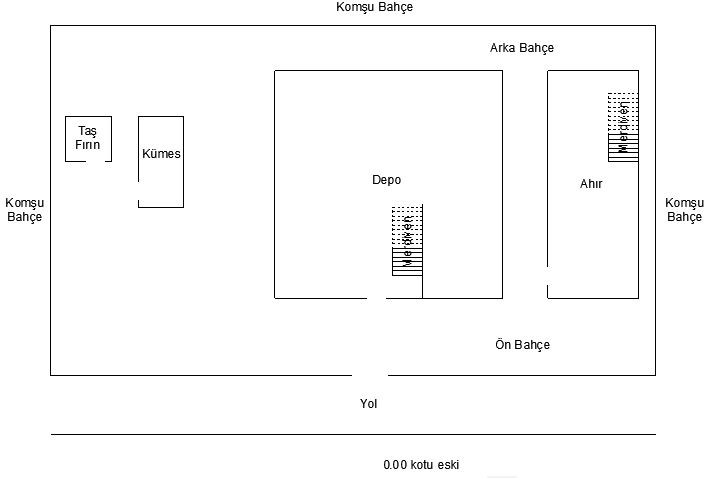 Komşu Bahçe
Arka Bahçe
Taş
Fırın
Kümes
Merdiven
Depo
Ahır
Komşu
Bahçe
Komşu
Bahçe
Merdiven
Ön Bahçe
Yol
0.00 kotu eski